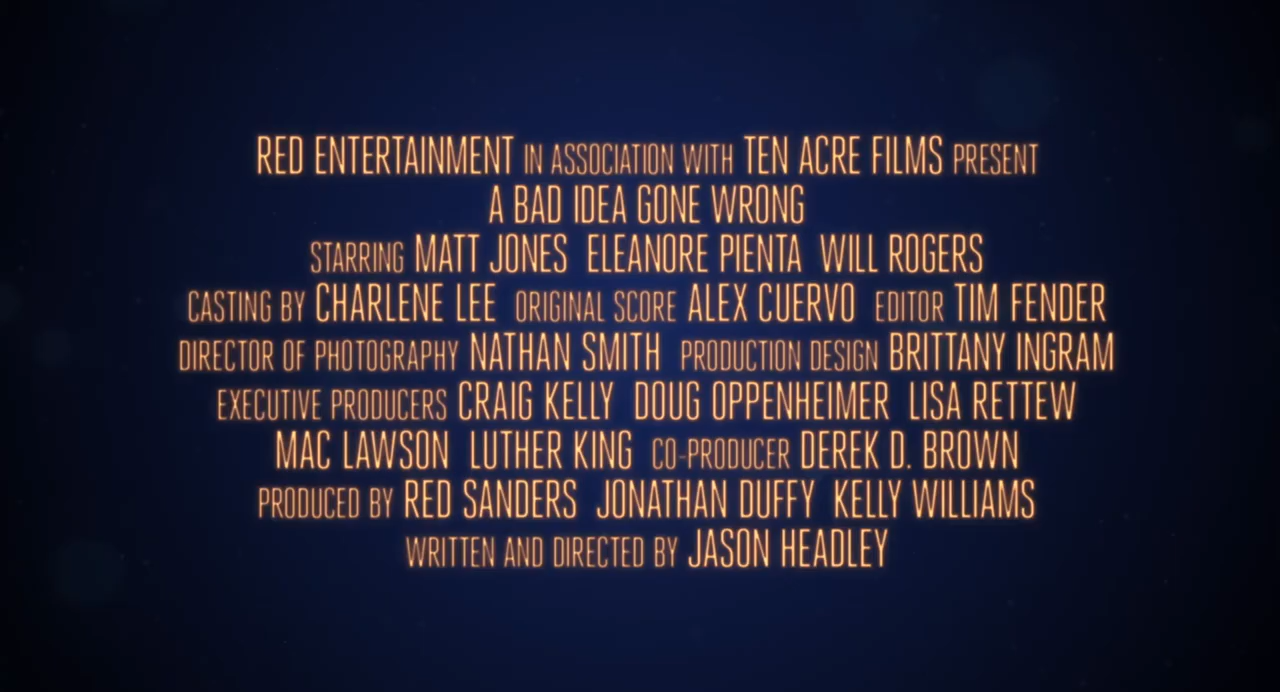 RED ENTERTAINMENT IN ASSOCIATION WITH TEN ACRE FILMS PRESENT
A BAD IDEA GONE WRONG
STARRING MATT JONES ELEANORE PIENTA WILL ROGERS
CASTING BY CHARLENE LEE ORIGINAL SCORE ALEX CUERVO EDITOR TIM FENDER
DIRECTOR OF PHOTOGRAPHY NATHAN SMITH PRODUCTION DESIGN BRITTANY INGRAM
EXECUTIVE PRODUCERS CRAIG KELLY DOUG OPPENHEIMER LISA RETTEW
MAC LAWSON LUTHER KING CO-PRODUCER DEREK D. BROWN
PRODUCED BY RED SANDERS JONATHAN DUFFY KELLY WILLIAMS
WRITTEN AND DIRECTED BY JASON HEADLEY